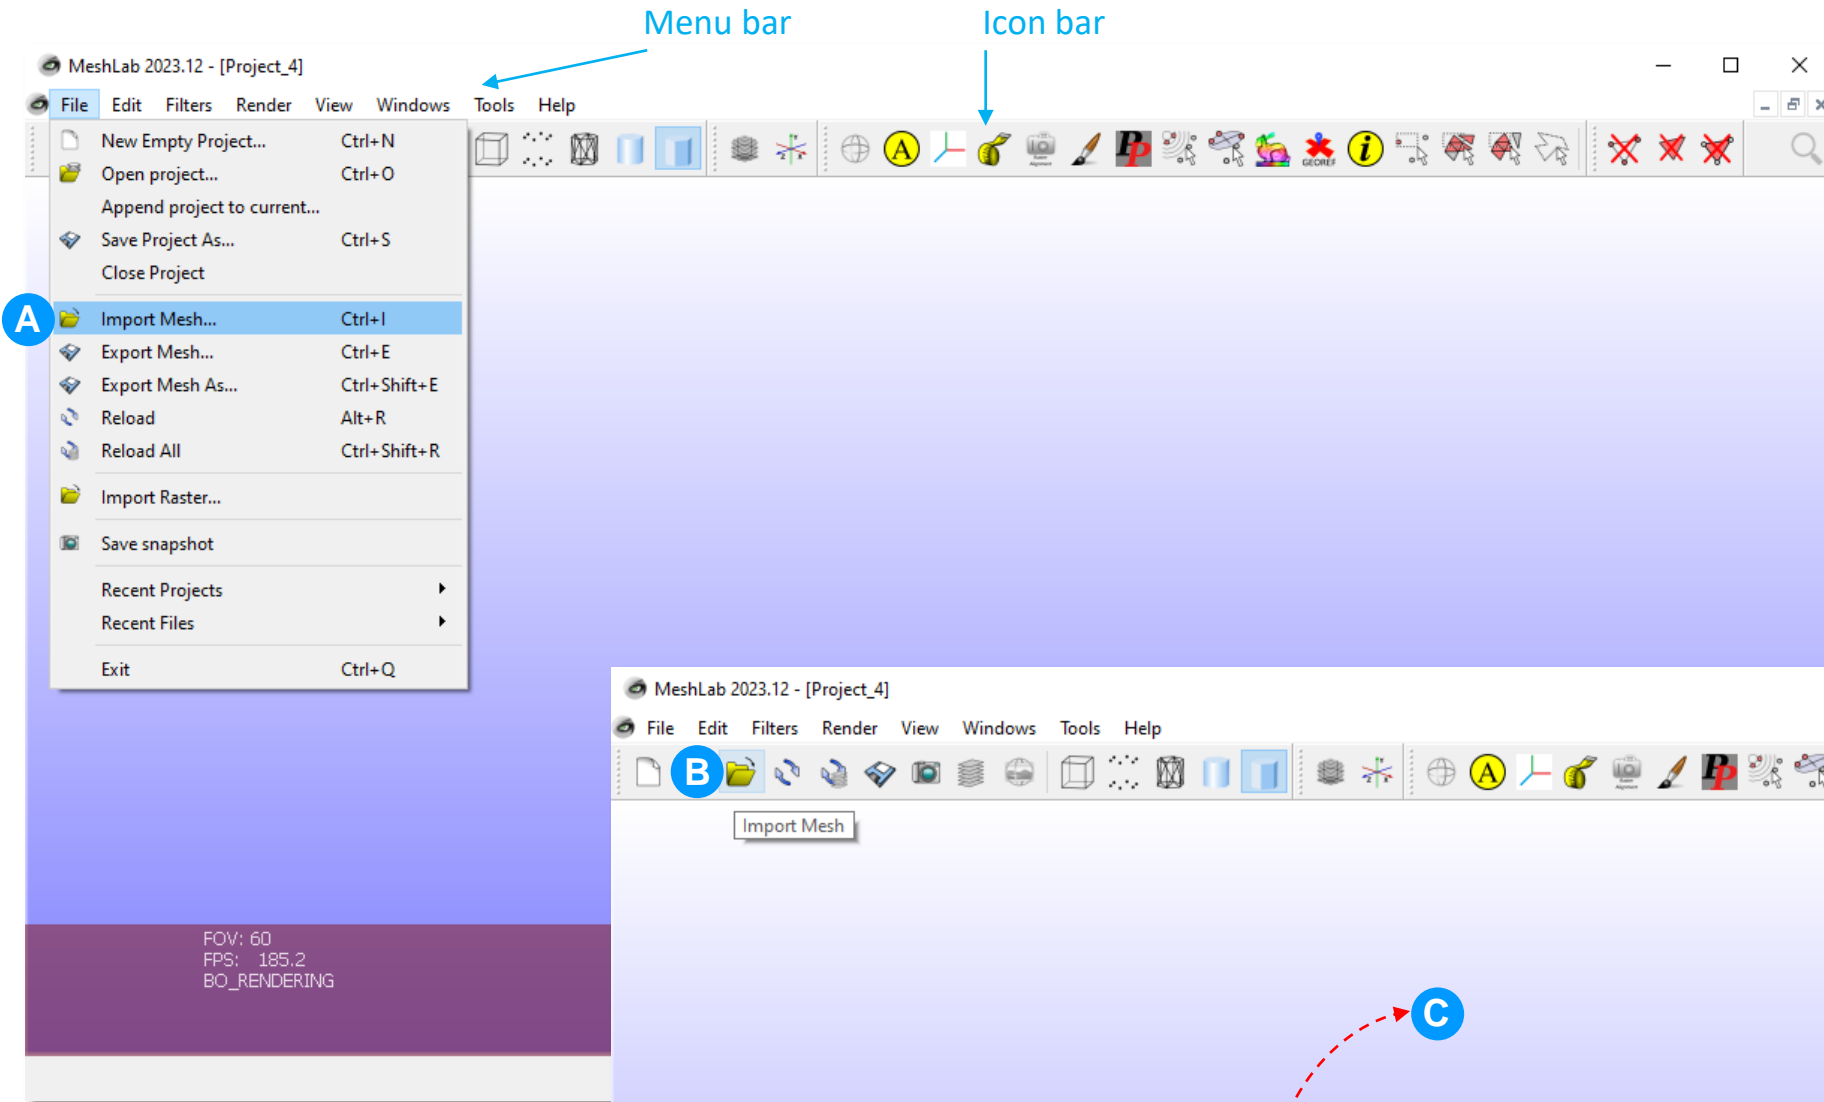 Menu bar
Icon bar
MeshLab 2023.12 - [Project_4]
File Edit Filters Render View Windows Tools Help
New Empty Project... Ctrl+N
Open project... Ctrl+O
Append project to current...
Save Project As... Ctrl+S
Close Project
A
Import Mesh... Ctrl+I
Export Mesh... Ctrl+E
Export Mesh As... Ctrl+Shift+E
Reload Alt+R
Reload All Ctrl+Shift+R
Import Raster...
Save snapshot
Recent Projects
Recent Files
Exit Ctrl+Q
A
PP
GEOREF
i
MeshLab 2023.12 - [Project_4]
File Edit Filters Render View Windows Tools Help
B
A
PP
Import Mesh
FOV: 60
FPS: 185.2
BO_RENDERING
C